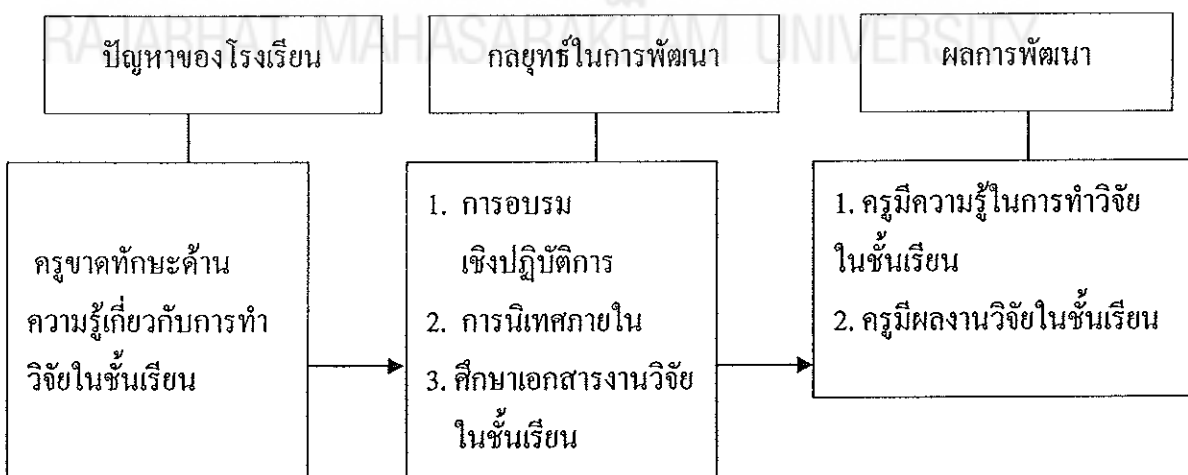 RAJABHAT MAHASARAKHAM UNIVERSITY
ปัญหาของโรงเรียน
กลยุทธ์ในการพัฒนา
ผลการพัฒนา
ครูขาดทักษะด้าน
ความรู้เกี่ยวกับการทำ
วิจัยในชั้นเรียน
1. การอบรม
เชิงปฏิบัติการ
2. การนิเทศภายใน
3. ศึกษาเอกสารงานวิจัย
ในชั้นเรียน
1. ครูมีความรู้ในการทำวิจัย
ในชั้นเรียน
2. ครูมีผลงานวิจัยในชั้นเรียน